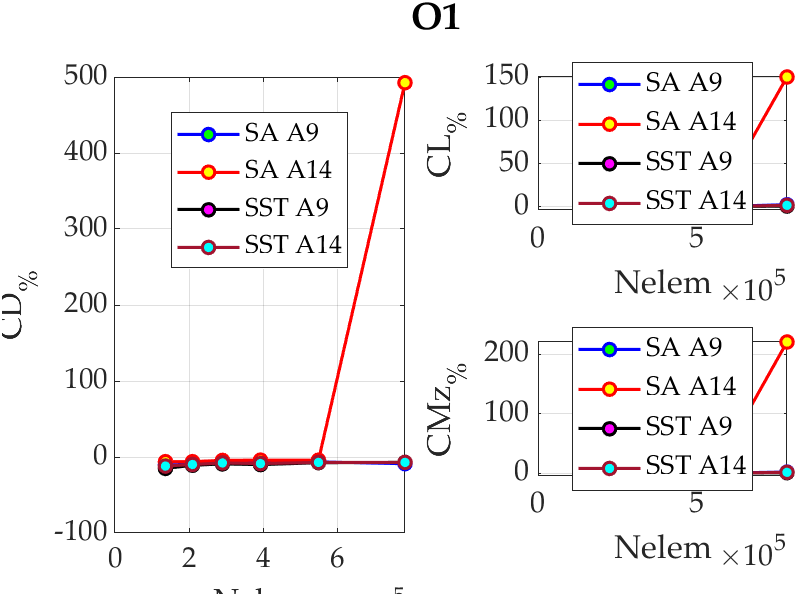 O1
500
400
300
200
100
0
-100
CD%
SA A9
SA A14
SST A9
SST A14
0 2 4 6
150
100
50
0
CL%
SA A9
SA A14
SST A9
SST A14
0 5
Nelem ×10^5
200
100
0
CMz%
SA A9
SA A14
SST A9
SST A14
0 5
Nelem ×10^5